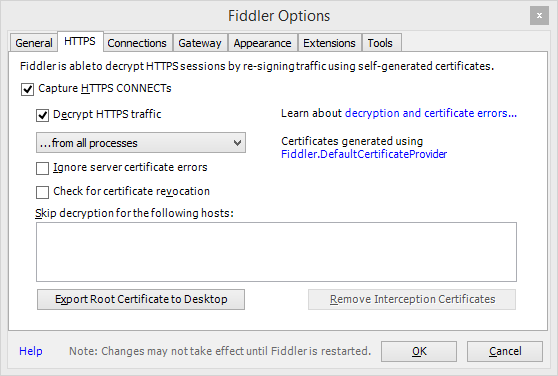 Fiddler Options
x
General HTTPS Connections Gateway Appearance Extensions Tools
Fiddler is able to decrypt HTTPS sessions by re-signing traffic using self-generated certificates.
Capture HTTPS CONNECTs
Decrypt HTTPS traffic Learn about decryption and certificate errors...
...from all processes Certificates generated using
Fiddler.DefaultCertificateProvider
Ignore server certificate errors
Check for certificate revocation
Skip decryption for the following hosts:
Export Root Certificate to Desktop Remove Interception Certificates
Help Note: Changes may not take effect until Fiddler is restarted. OK Cancel